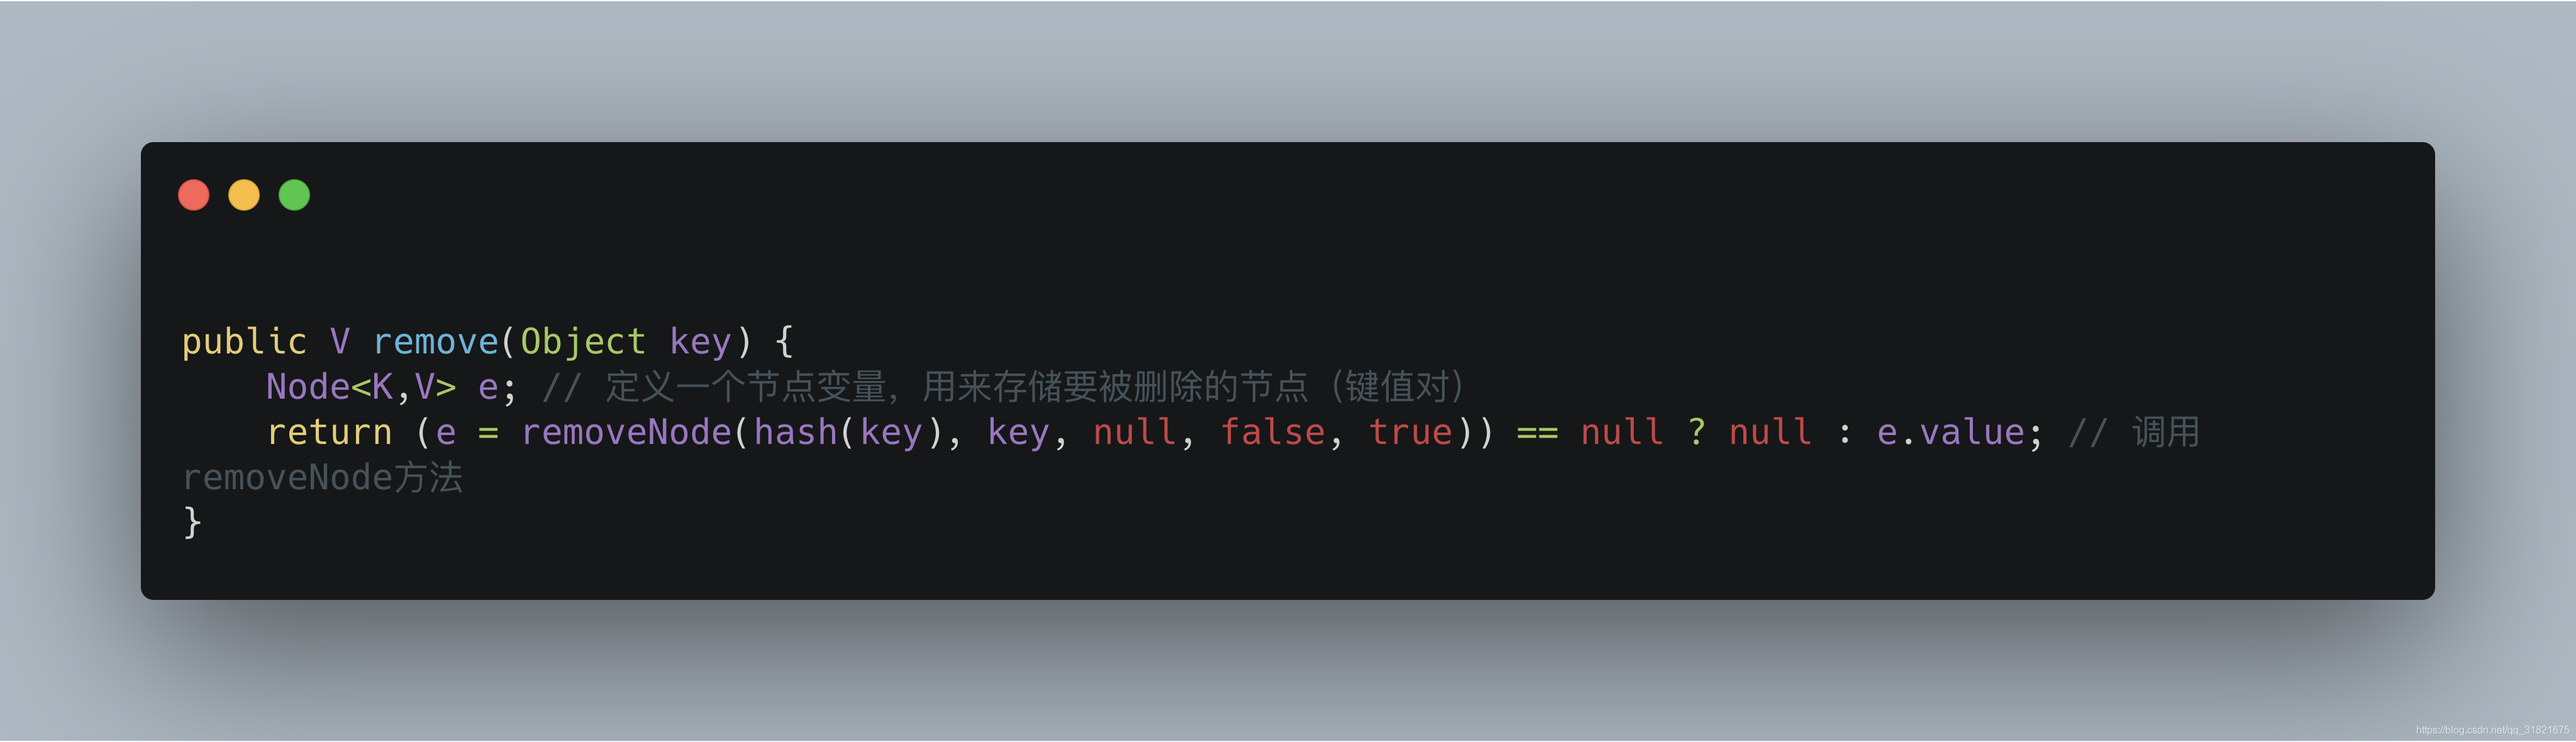 public V remove(Object key) {
    Node<K,V> e; // 定义一个节点变量，用来存储要被删除的节点（键值对）
    return (e = removeNode(hash(key), key, null, false, true)) == null ? null : e.value; // 调用
removeNode方法
}
https://blog.csdn.net/qq_31821675